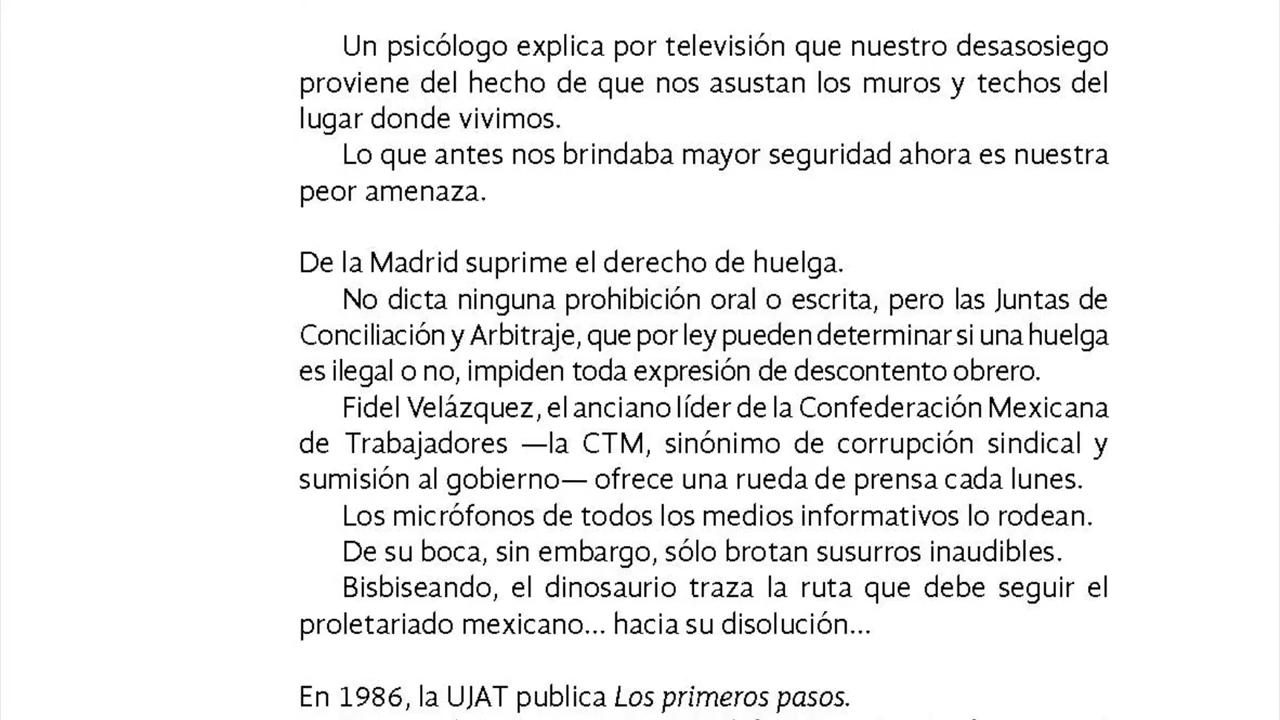 Un psicólogo explica por televisión que nuestro desasosiego
proviene del hecho de que nos asustan los muros y techos del
lugar donde vivimos.
Lo que antes nos brindaba mayor seguridad ahora es nuestra
peor amenaza.
De la Madrid suprime el derecho de huelga.
No dicta ninguna prohibición oral o escrita, pero las Juntas de
Conciliación y Arbitraje, que por ley pueden determinar si una huelga
es ilegal o no, impiden toda expresión de descontento obrero.
Fidel Velázquez, el anciano líder de la Confederación Mexicana
de Trabajadores —la CTM, sinónimo de corrupción sindical y
sumisión al gobierno— ofrece una rueda de prensa cada lunes.
Los micrófonos de todos los medios informativos lo rodean.
De su boca, sin embargo, sólo brotan susurros inaudibles.
Bisbiseando, el dinosaurio traza la ruta que debe seguir el
proletariado mexicano... hacia su disolución...
En 1986, la UJAT publica Los primeros pasos.